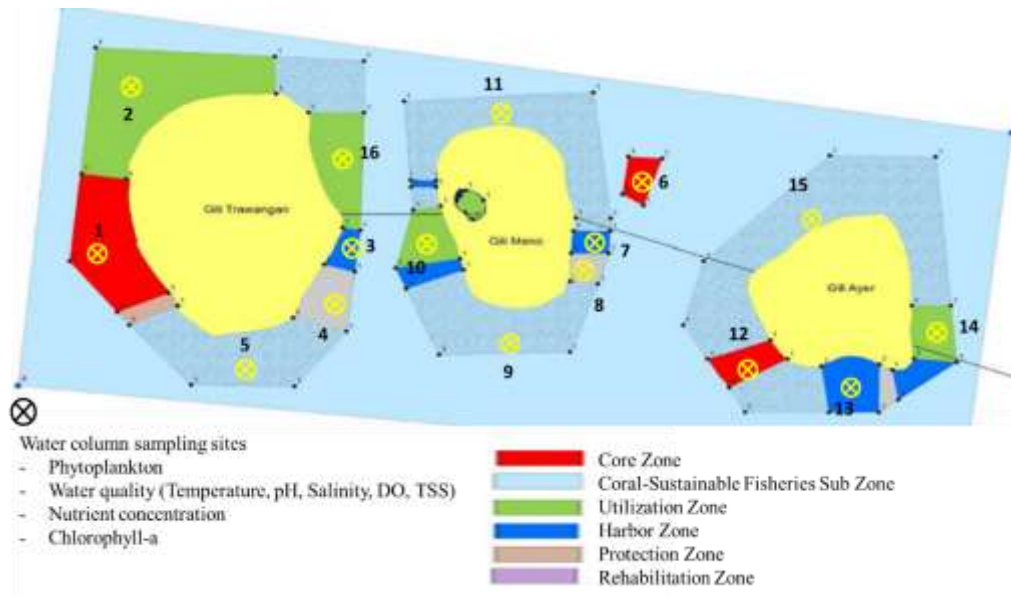 11
2
16
15
6
Gili Trawangan
1
3
Gili Meno
7
10
8
Gili Ayer
4
12
14
5
9
13
Water column sampling sites
- Phytoplankton
- Water quality (Temperature, pH, Salinity, DO, TSS)
- Nutrient concentration
- Chlorophyll-a
Core Zone
Coral-Sustainable Fisheries Sub Zone
Utilization Zone
Harbor Zone
Protection Zone
Rehabilitation Zone